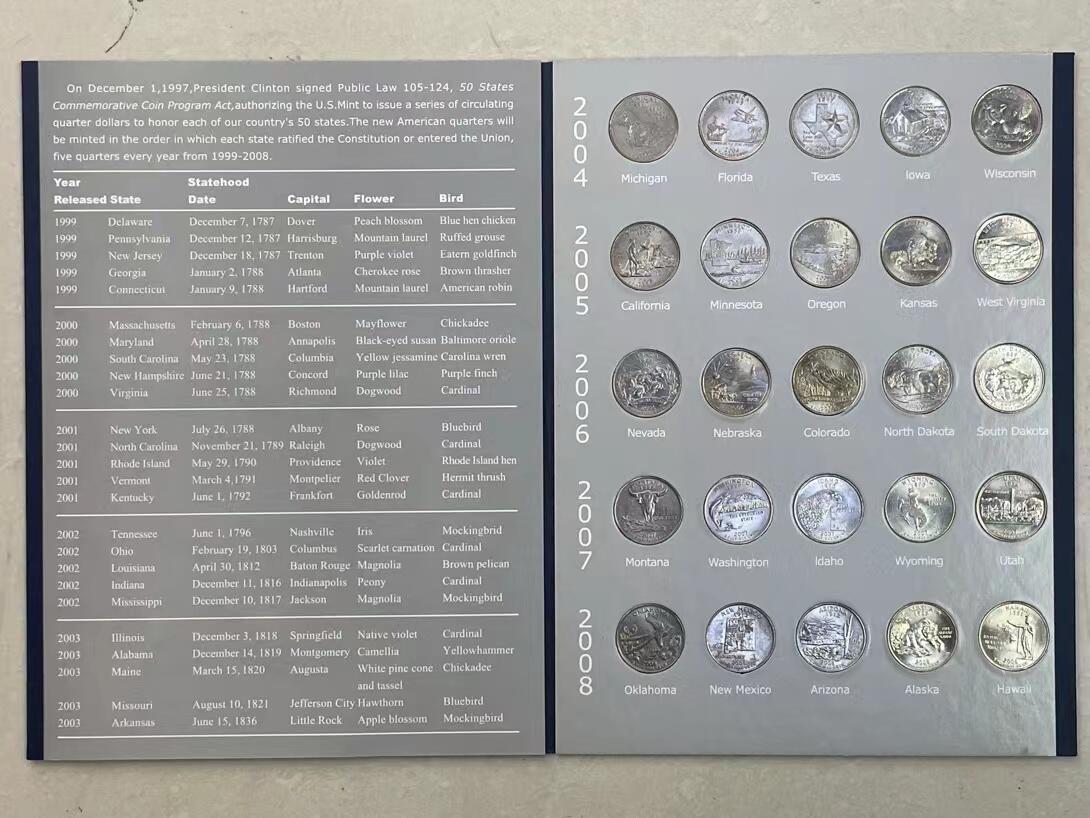 On December 1,1997,President Clinton signed Public Law 105-124, 50 States
Commemorative Coin Program Act,authorizing the U.S.Mint to issue a series of circulating
quarter dollars to honor each of our country's 50 states.The new American quarters will
be minted in the order in which each state ratified the Constitution or entered the Union,
five quarters every year from 1999-2008.
Year Statehood
Released State Date Capital Flower Bird
1999 Delaware December 7, 1787 Dover Peach blossom Blue hen chicken
1999 Pennsylvania December 12, 1787 Harrisburg Mountain laurel Ruffed grouse
1999 New Jersey December 18, 1787 Trenton Purple violet Eatern goldfinch
1999 Georgia January 2, 1788 Atlanta Cherokee rose Brown thrasher
1999 Connecticut January 9, 1788 Hartford Mountain laurel American robin
2000 Massachusetts February 6, 1788 Boston Mayflower Chickadee
2000 Maryland April 28, 1788 Annapolis Black-eyed susan Baltimore oriole
2000 South Carolina May 23, 1788 Columbia Yellow jessamine Carolina wren
2000 New Hampshire June 21, 1788 Concord Purple lilac Purple finch
2000 Virginia June 25, 1788 Richmond Dogwood Cardinal
2001 New York July 26, 1788 Albany Rose Bluebird
2001 North Carolina November 21, 1789 Raleigh Dogwood Cardinal
2001 Rhode Island May 29, 1790 Providence Violet Rhode Island hen
2001 Vermont March 4,1791 Montpelier Red Clover Hermit thrush
2001 Kentucky June 1, 1792 Frankfort Goldenrod Cardinal
2002 Tennessee June 1, 1796 Nashville Iris Mockingbrid
2002 Ohio February 19, 1803 Columbus Scarlet carnation Cardinal
2002 Louisiana April 30, 1812 Baton Rouge Magnolia Brown pelican
2002 Indiana December 11, 1816 Indianapolis Peony Cardinal
2002 Mississippi December 10, 1817 Jackson Magnolia Mockingbird
2003 Illinois December 3, 1818 Springfield Native violet Cardinal
2003 Alabama December 14, 1819 Montgomery Camellia Yellowhammer
2003 Maine March 15, 1820 Augusta White pine cone Chickadee
and tassel
2003 Missouri August 10, 1821 Jefferson City Hawthorn Bluebird
2003 Arkansas June 15, 1836 Little Rock Apple blossom Mockingbird
2004
Michigan Florida Texas Iowa Wisconsin
2005
California Minnesota Oregon Kansas West Virginia
2006
Nevada Nebraska Colorado North Dakota South Dakota
2007
Montana Washington Idaho Wyoming Utah
2008
Oklahoma New Mexico Arizona Alaska Hawaii